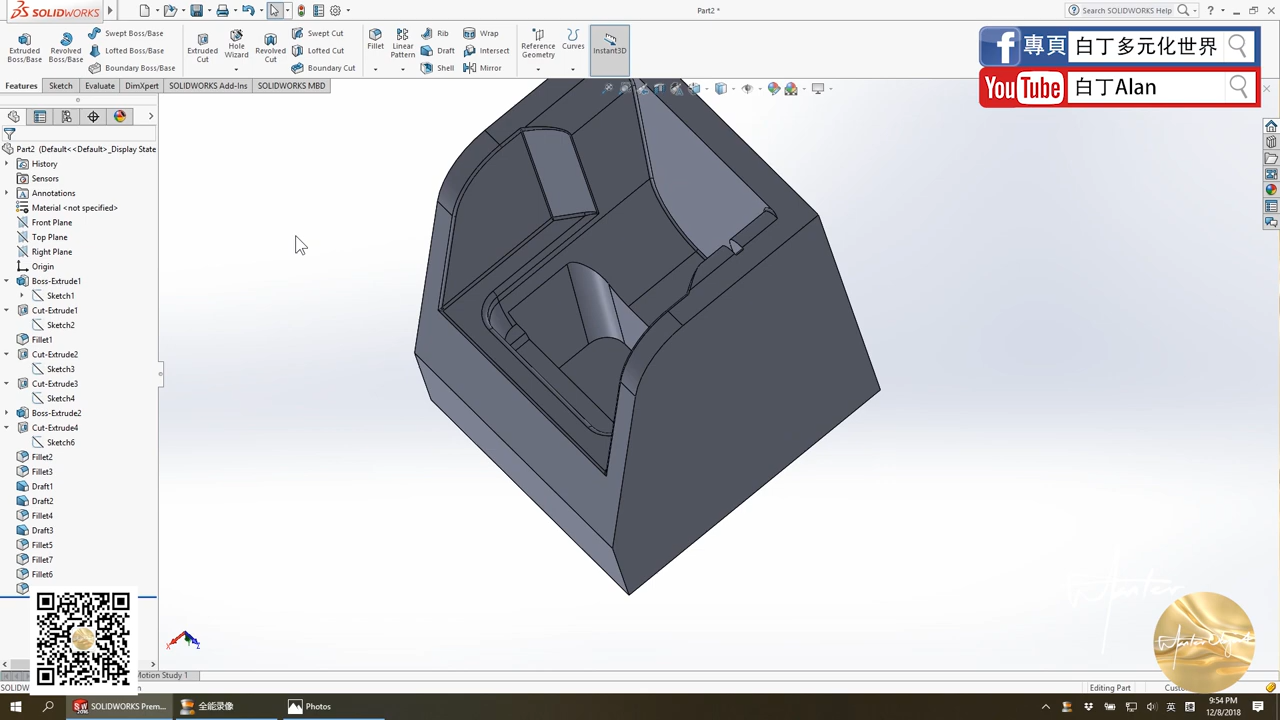 SOLIDWORKS
Part2 *
Search SOLIDWORKS Help
Extruded Boss/Base
Revolved Boss/Base
Swept Boss/Base
Lofted Boss/Base
Boundary Boss/Base
Extruded Cut
Hole Wizard
Revolved Cut
Swept Cut
Lofted Cut
Boundary Cut
Fillet
Linear Pattern
Rib
Draft
Shell
Wrap
Intersect
Mirror
Reference Geometry
Curves
Instant3D
f 專頁 白丁多元化世界
YouTube 白丁Alan
Features
Sketch
Evaluate
DimXpert
SOLIDWORKS Add-Ins
SOLIDWORKS MBD
Part2 (Default<<Default>_Display State
History
Sensors
Annotations
Material <not specified>
Front Plane
Top Plane
Right Plane
Origin
Boss-Extrude1
Sketch1
Cut-Extrude1
Sketch2
Fillet1
Cut-Extrude2
Sketch3
Cut-Extrude3
Sketch4
Boss-Extrude2
Cut-Extrude4
Sketch6
Fillet2
Fillet3
Draft1
Draft2
Fillet4
Draft3
Fillet5
Fillet7
Fillet6
Motion Study 1
Editing Part
SOLIDWORKS Prem...
全能录像
Photos
9:54 PM
12/8/2018